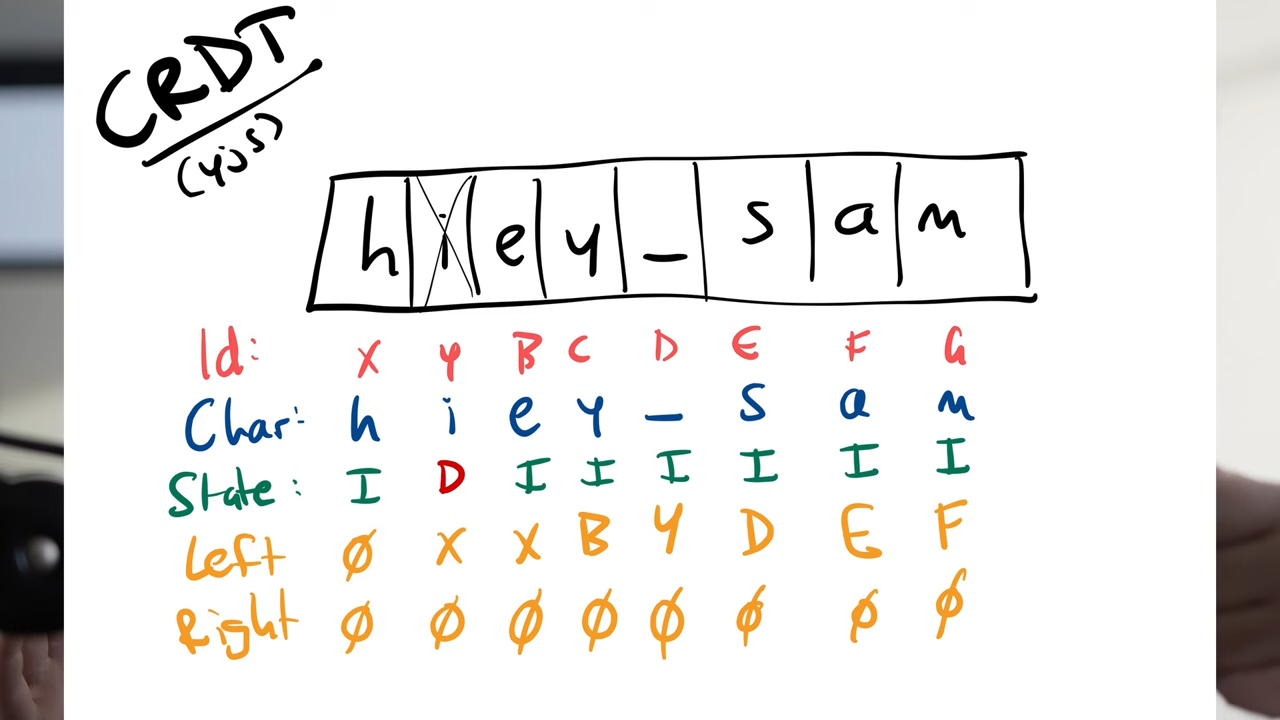 CRDT
(yjs)
h i e y _ s a m
Id: X Y B C D E F G
Char: h i e y _ s a m
State: I D I I I I I I
Left Ø X X B Y D E F
Right Ø Ø Ø Ø Ø Ø Ø Ø